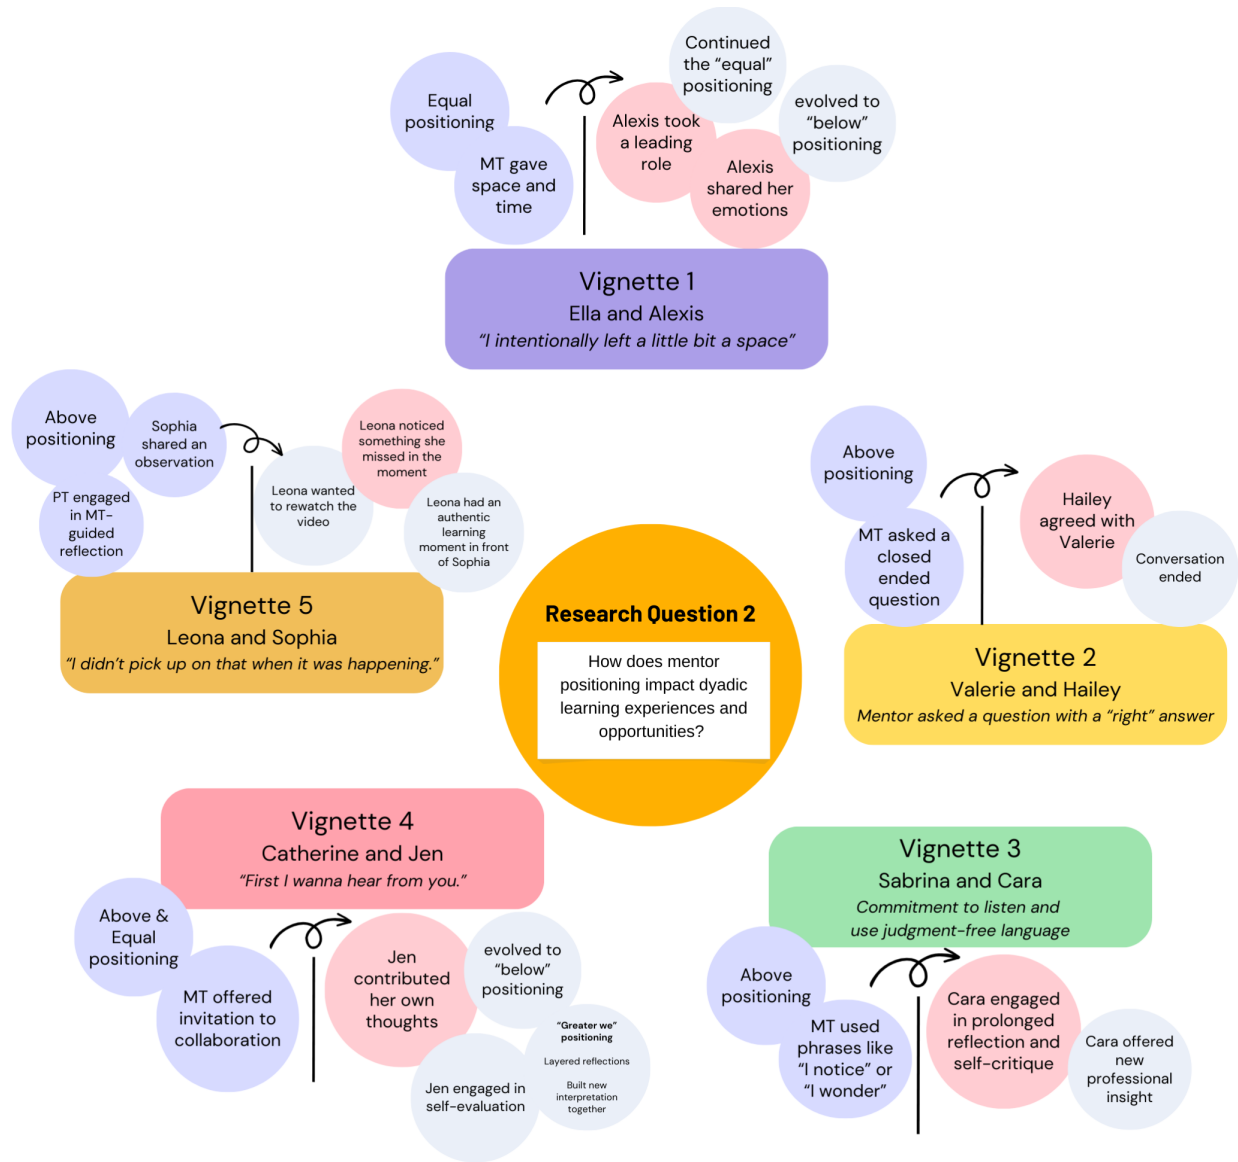 Equal
positioning
MT gave
space and
time
Continued
the “equal”
positioning
evolved to
“below”
positioning
Alexis took
a leading
role
Alexis
shared her
emotions
Vignette 1
Ella and Alexis
“I intentionally left a little bit a space”
Above
positioning
Sophia
shared an
observation
PT engaged
in MT-
guided
reflection
Leona wanted
to rewatch the
video
Leona noticed
something she
missed in the
moment
Leona had an
authentic
learning
moment in front
of Sophia
Vignette 5
Leona and Sophia
“I didn’t pick up on that when it was happening.”
Above
positioning
MT asked a
closed
ended
question
Hailey
agreed with
Valerie
Conversation
ended
Vignette 2
Valerie and Hailey
Mentor asked a question with a “right” answer
Research Question 2
How does mentor
positioning impact dyadic
learning experiences and
opportunities?
Vignette 4
Catherine and Jen
“First I wanna hear from you.”
Above &
Equal
positioning
MT offered
invitation to
collaboration
Jen
contributed
her own
thoughts
evolved to
“below”
positioning
“Greater we”
positioning
Layered reflections
Built new
interpretation
together
Jen engaged in
self-evaluation
Vignette 3
Sabrina and Cara
Commitment to listen and
use judgment-free language
Above
positioning
MT used
phrases like
“I notice” or
“I wonder”
Cara engaged
in prolonged
reflection and
self-critique
Cara offered
new
professional
insight